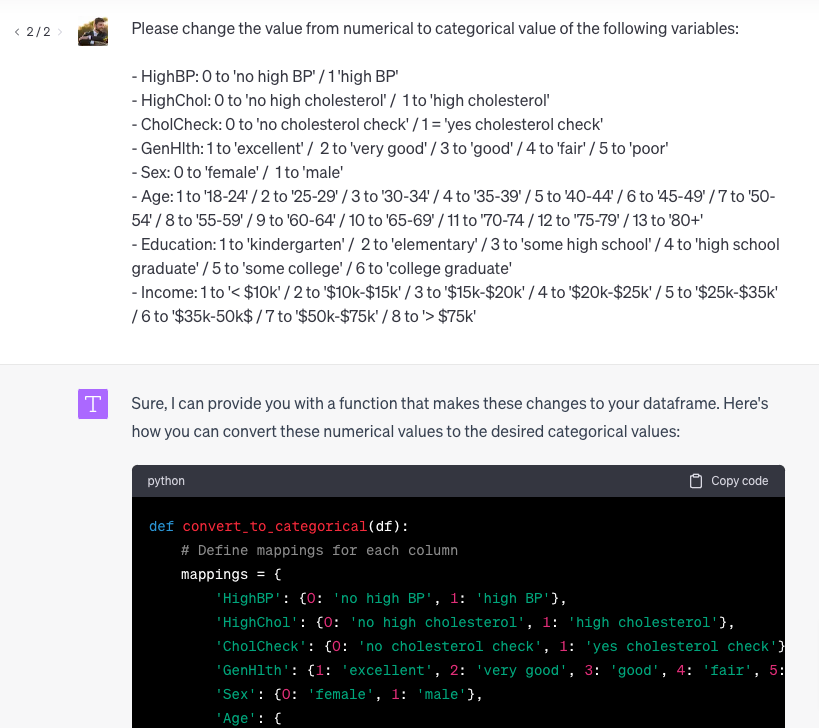 2 / 2
Please change the value from numerical to categorical value of the following variables:
- HighBP: 0 to 'no high BP' / 1 'high BP'
- HighChol: 0 to 'no high cholesterol' / 1 to 'high cholesterol'
- CholCheck: 0 to 'no cholesterol check' / 1 = 'yes cholesterol check'
- GenHlth: 1 to 'excellent' / 2 to 'very good' / 3 to 'good' / 4 to 'fair' / 5 to 'poor'
- Sex: 0 to 'female' / 1 to 'male'
- Age: 1 to '18-24' / 2 to '25-29' / 3 to '30-34' / 4 to '35-39' / 5 to '40-44' / 6 to '45-49' / 7 to '50-
54' / 8 to '55-59' / 9 to '60-64' / 10 to '65-69' / 11 to '70-74 / 12 to '75-79' / 13 to '80+'
- Education: 1 to 'kindergarten' / 2 to 'elementary' / 3 to 'some high school' / 4 to 'high school
graduate' / 5 to 'some college' / 6 to 'college graduate'
- Income: 1 to '< $10k' / 2 to '$10k-$15k' / 3 to '$15k-$20k' / 4 to '$20k-$25k' / 5 to '$25k-$35k'
/ 6 to '$35k-50k$ / 7 to '$50k-$75k' / 8 to '> $75k'
T
Sure, I can provide you with a function that makes these changes to your dataframe. Here's
how you can convert these numerical values to the desired categorical values:
python
Copy code
def convert_to_categorical(df):
# Define mappings for each column
mappings = {
'HighBP': {0: 'no high BP', 1: 'high BP'},
'HighChol': {0: 'no high cholesterol', 1: 'high cholesterol'},
'CholCheck': {0: 'no cholesterol check', 1: 'yes cholesterol check'}
'GenHlth': {1: 'excellent', 2: 'very good', 3: 'good', 4: 'fair', 5:
'Sex': {0: 'female', 1: 'male'},
'Age': {